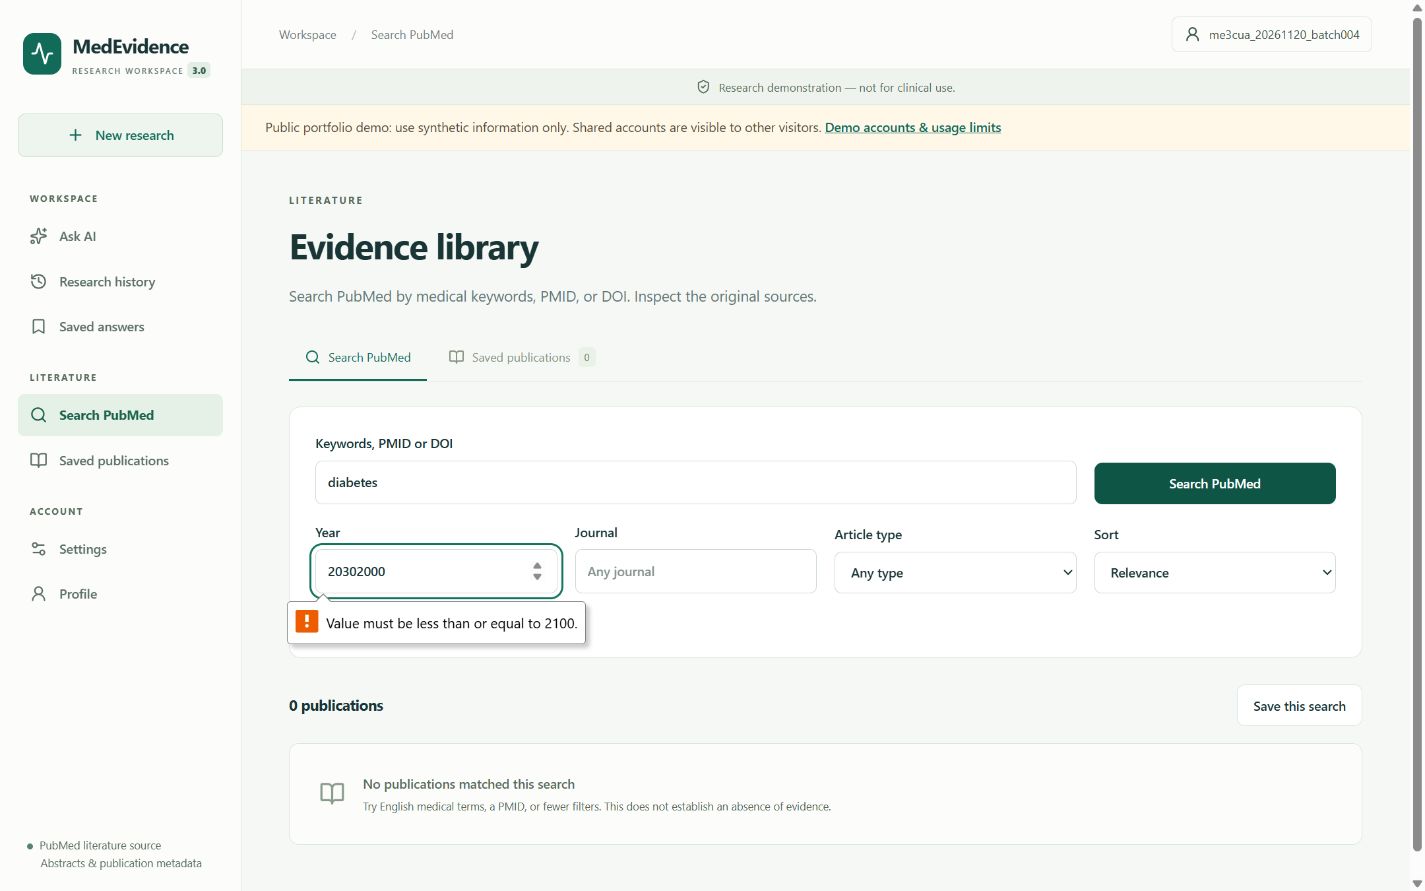 MedEvidence
RESEARCH WORKSPACE 3.0
New research
WORKSPACE
Ask AI
Research history
Saved answers
LITERATURE
Search PubMed
Saved publications
ACCOUNT
Settings
Profile
PubMed literature source
Abstracts & publication metadata
Workspace / Search PubMed
me3cua_20261120_batch004
Research demonstration — not for clinical use.
Public portfolio demo: use synthetic information only. Shared accounts are visible to other visitors. Demo accounts & usage limits
LITERATURE
Evidence library
Search PubMed by medical keywords, PMID, or DOI. Inspect the original sources.
Search PubMed
Saved publications 0
Keywords, PMID or DOI
diabetes
Search PubMed
Year
20302000
Journal
Any journal
Article type
Any type
Sort
Relevance
! Value must be less than or equal to 2100.
0 publications
Save this search
No publications matched this search
Try English medical terms, a PMID, or fewer filters. This does not establish an absence of evidence.